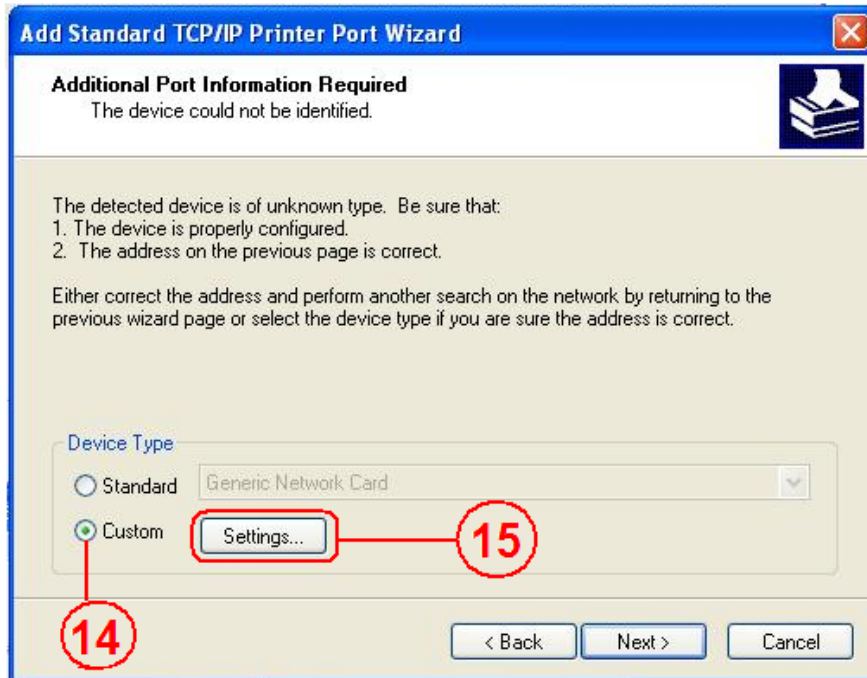 Add Standard TCP/IP Printer Port Wizard
Additional Port Information Required
The device could not be identified.
The detected device is of unknown type.  Be sure that:
1. The device is properly configured.
2.  The address on the previous page is correct.
Either correct the address and perform another search on the network by returning to the
previous wizard page or select the device type if you are sure the address is correct.
Device Type
Standard Generic Network Card
Custom Settings... 15
14
< Back Next > Cancel